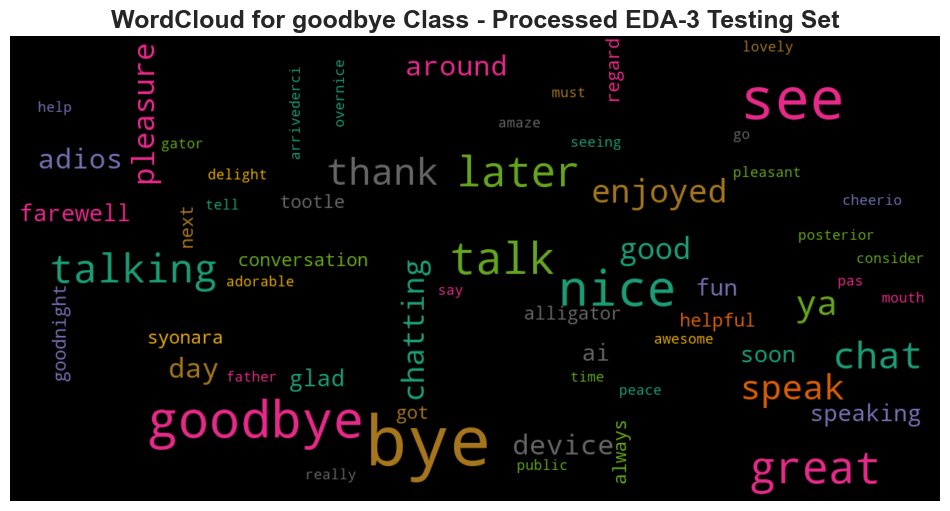 WordCloud for goodbye Class - Processed EDA-3 Testing Set
lovely
around
regard
pleasure
overnice
arrivederci
see
must
help
amaze
go
seeing
gator
adios
thank
later
delight
enjoyed
pleasant
tell
tootle
cheerio
farewell
next
posterior
good
talk
conversation
consider
talking
adorable
chatting
say
nice
fun
pas
mouth
ya
goodnight
alligator
helpful
syonara
awesome
ai
soon
chat
day
father
glad
time
peace
speak
goodbye
got
bye
speaking
device
always
public
really
great